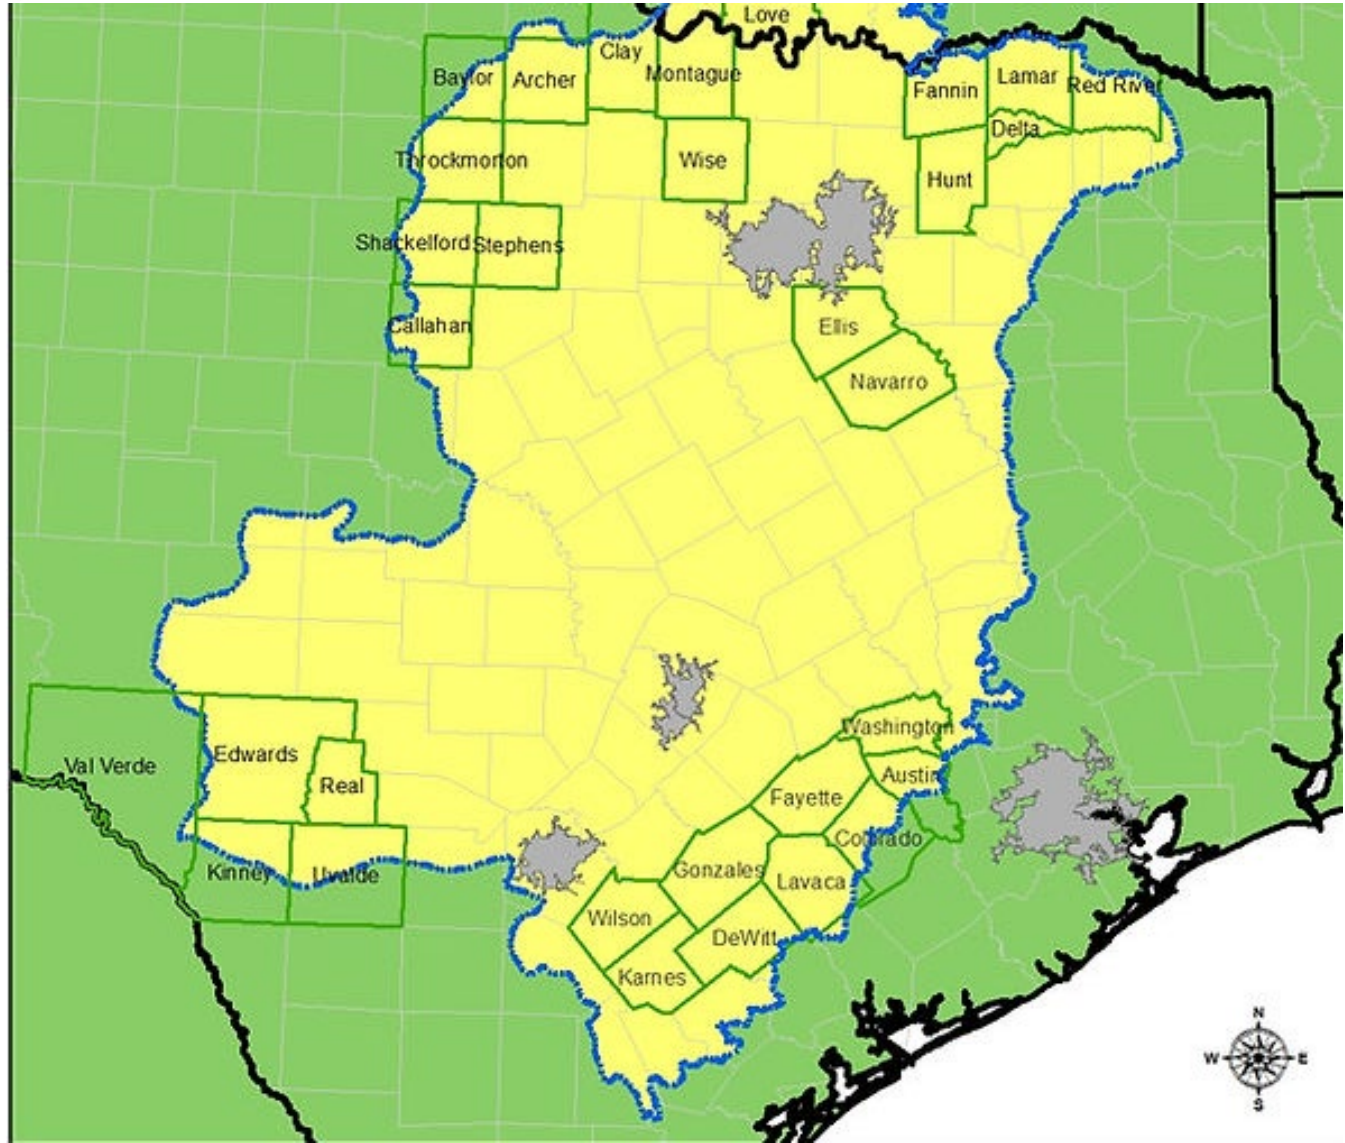 Love
Clay
Baylor
Archer
Montague
Fannin
Lamar
Red River
Delta
Throckmorton
Wise
Hunt
Shackelford
Stephens
Callahan
Ellis
Navarro
Washington
Val Verde
Edwards
Real
Austin
Fayette
Colorado
Kinney
Uvalde
Gonzales
Lavaca
Wilson
DeWitt
Karnes
N
W
E
S